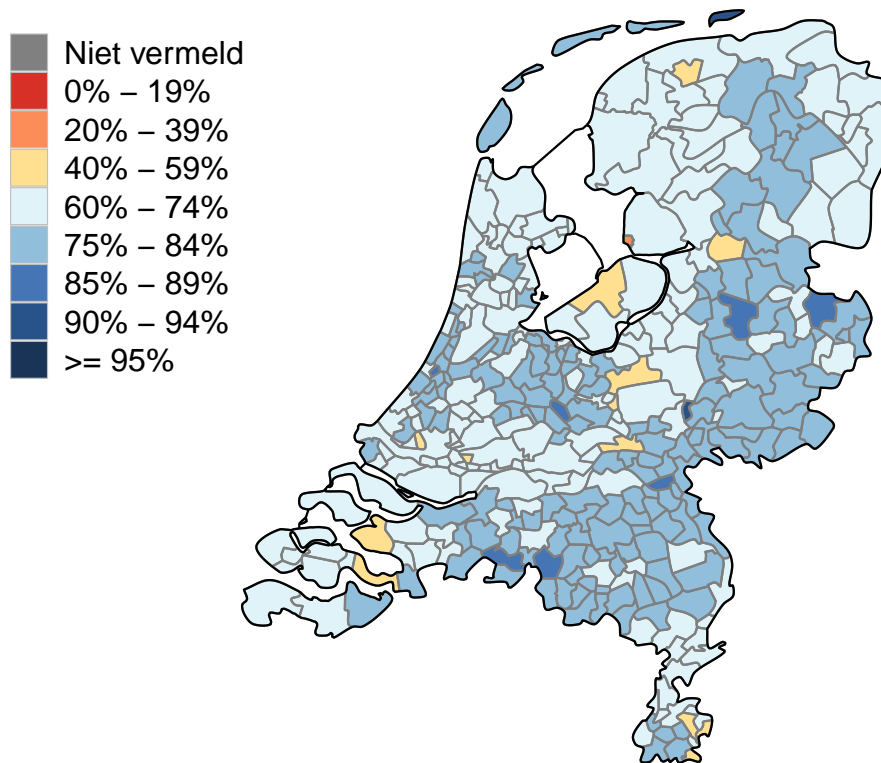 Niet vermeld
0% – 19%
20% – 39%
40% – 59%
60% – 74%
75% – 84%
85% – 89%
90% – 94%
>= 95%